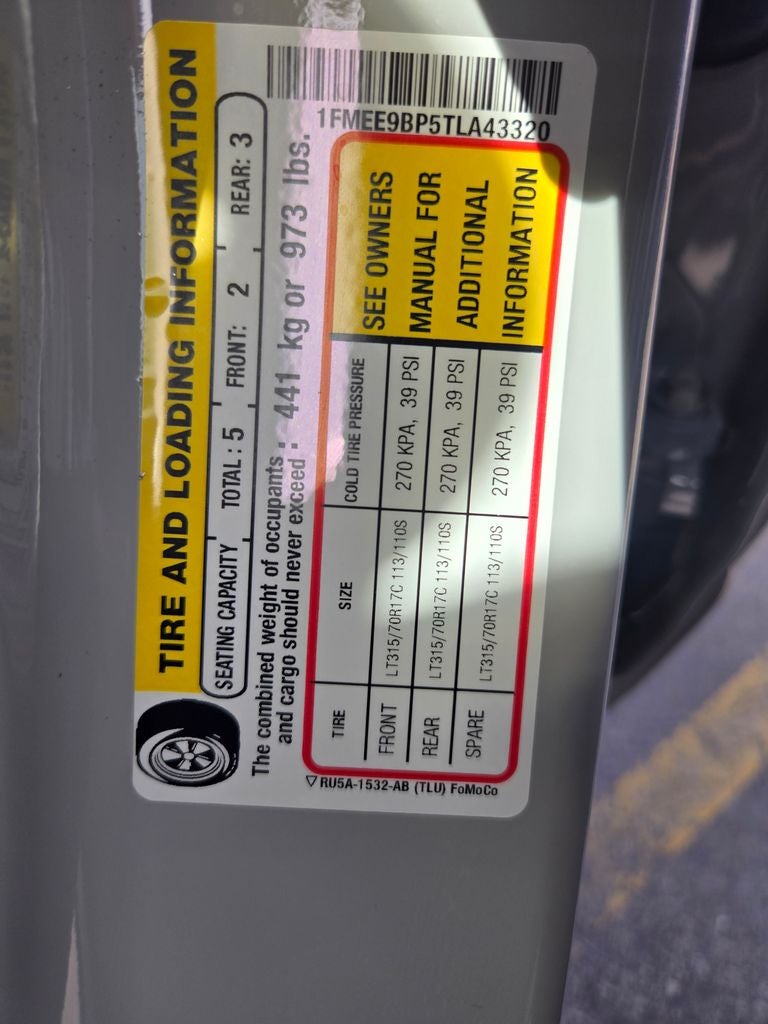 TIRE AND LOADING INFORMATION
SEATING CAPACITY TOTAL: 5 FRONT: 2 REAR: 3
The combined weight of occupants
and cargo should never exceed : 441 kg or 973 lbs.
TIRE SIZE COLD TIRE PRESSURE
FRONT LT315/70R17C 113/110S 270 KPA, 39 PSI
REAR LT315/70R17C 113/110S 270 KPA, 39 PSI
SPARE LT315/70R17C 113/110S 270 KPA, 39 PSI
SEE OWNERS
MANUAL FOR
ADDITIONAL
INFORMATION
RU5A-1532-AB (TLU) FoMoCo
1FMEE9BP5TLA43320